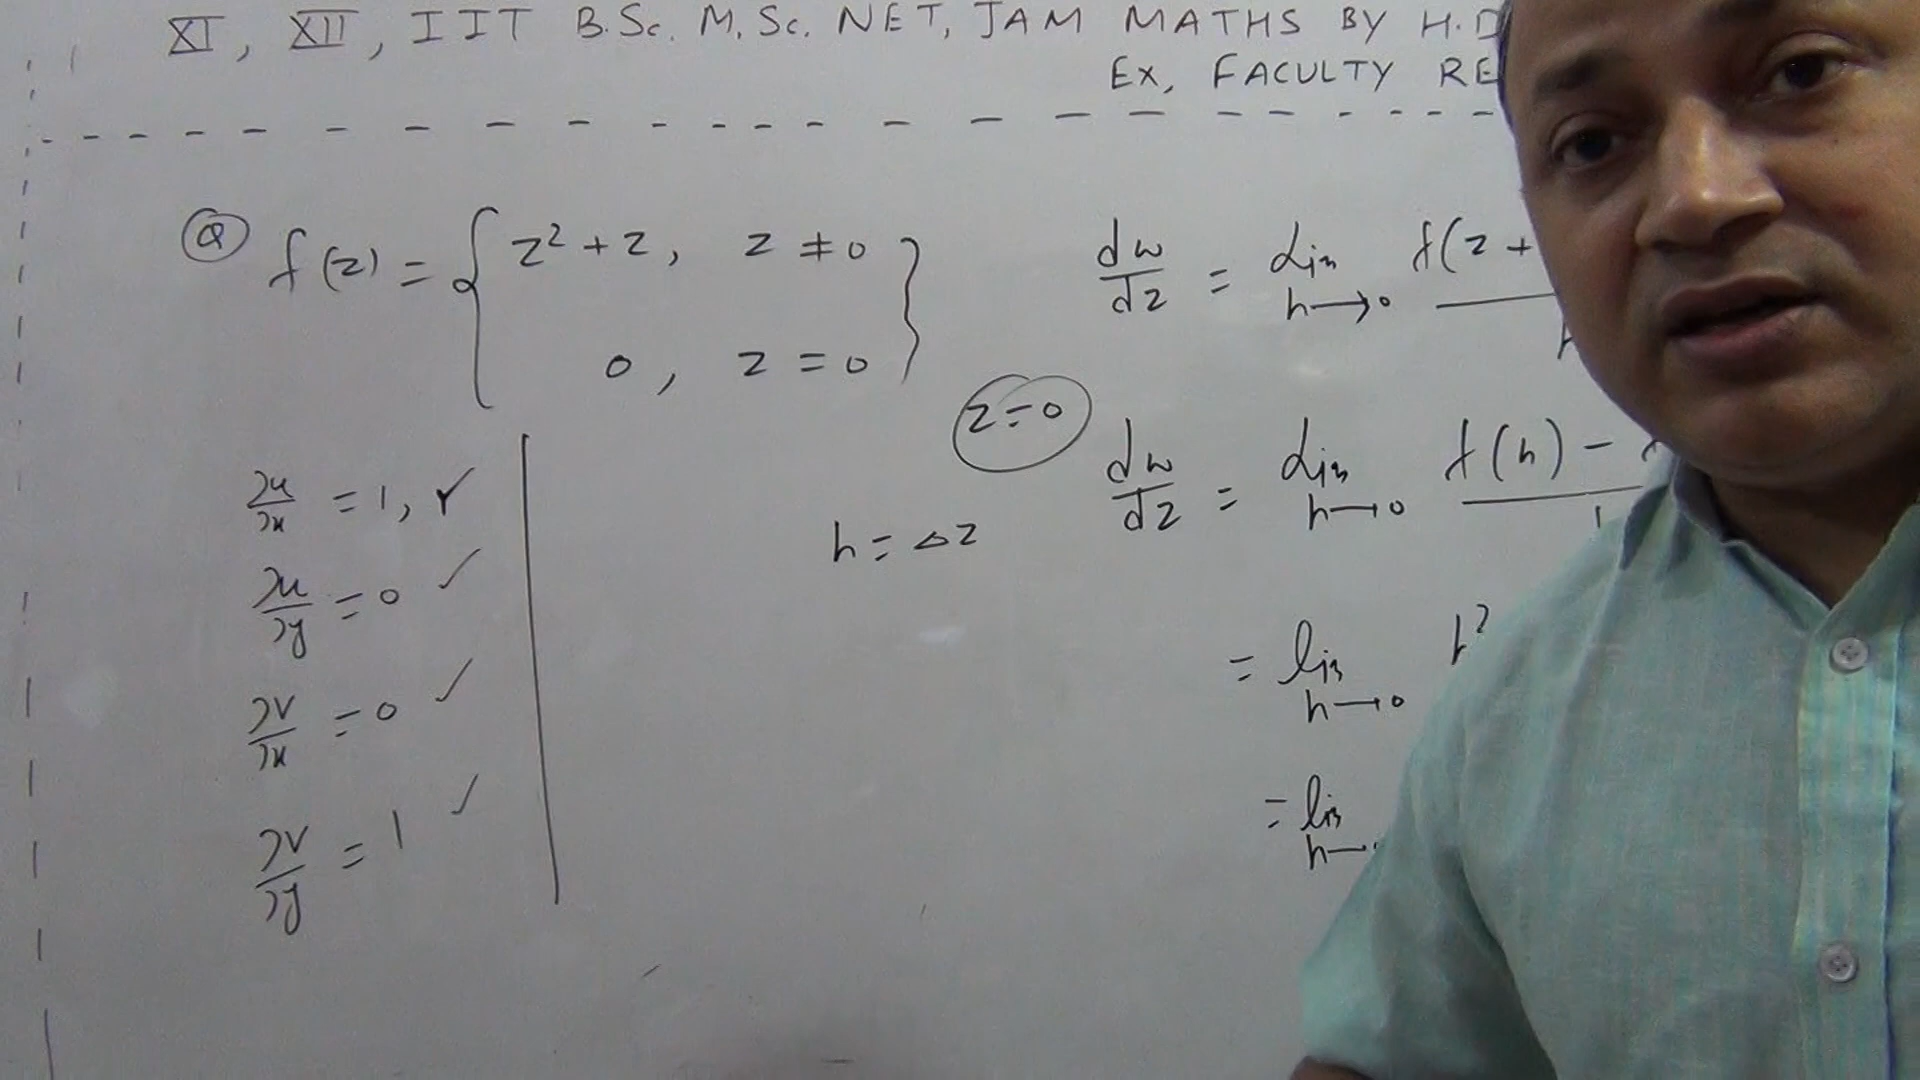 XI, XII, IIT B.Sc. M.Sc. NET, JAM MATHS BY H.D
EX, FACULTY RE
Q f(z) = { z² + z, z ≠ 0
0, z = 0 }
∂u/∂x = 1, ✓
∂u/∂y = 0 ✓
∂v/∂x = 0 ✓
∂v/∂y = 1 ✓
h = △z
dw/dz = Lim h→0 f(z +
z = 0
dw/dz = Lim h→0 f(h) -
= lim h→0 h²
= lim h→